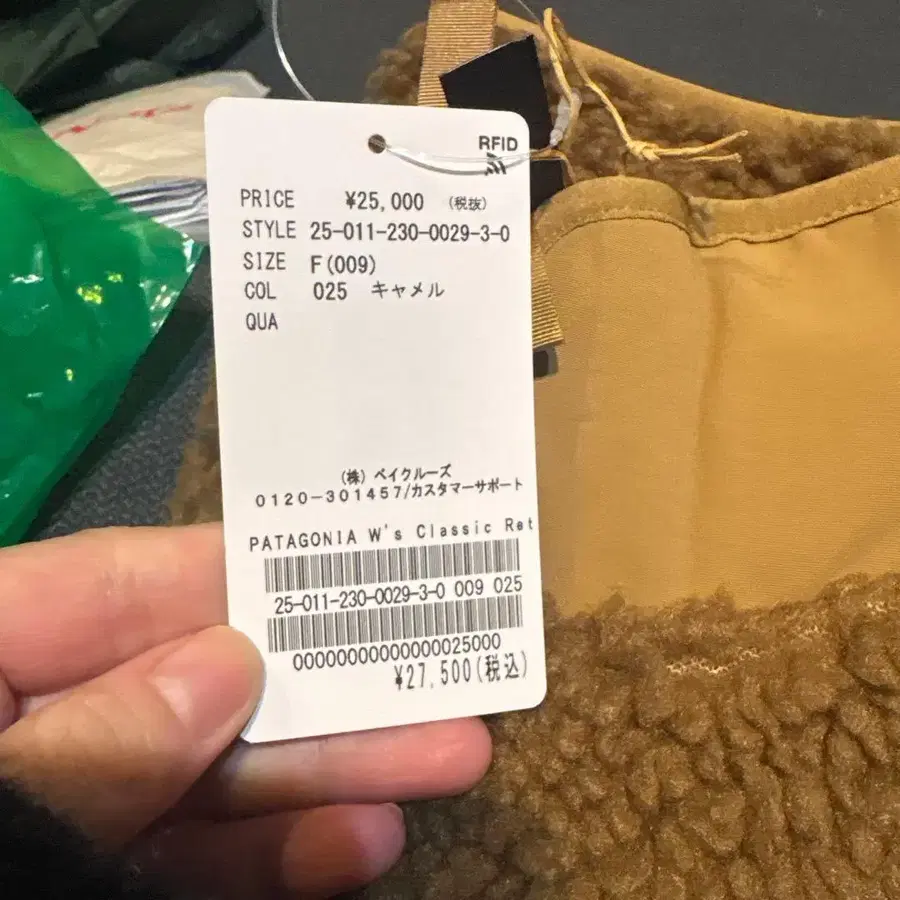 RFID
PRICE ¥25,000 (税抜)
STYLE 25-011-230-0029-3-0
SIZE F(009)
COL 025 キャメル
QUA
(株) ベイクルーズ
0120-301457/カスタマーサポート
PATAGONIA W's Classic Ret
25-011-230-0029-3-0 009 025
00000000000000025000
¥27,500(税込)